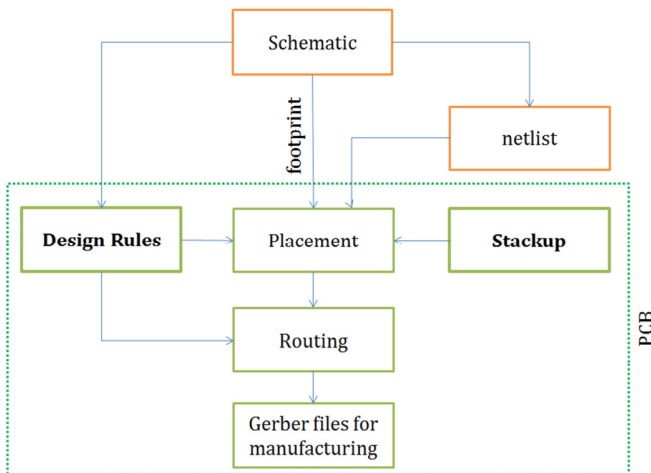 Schematic
footprint
netlist
Design Rules
Placement
Stackup
Routing
PCB
Gerber files for
manufacturing